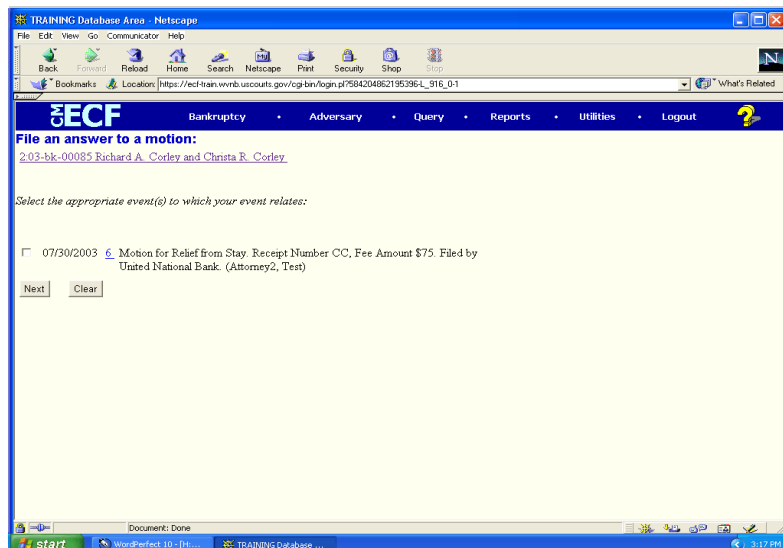 TRAINING Database Area - Netscape
File Edit View Go Communicator Help
Back Forward Reload Home Search Netscape Print Security Shop Stop
Bookmarks Location: https://ecf-train.wvnb.uscourts.gov/cgi-bin/login.pl?584204862195396-L_916_0-1 What's Related
CM ECF Bankruptcy • Adversary • Query • Reports • Utilities • Logout ?
File an answer to a motion:
2:03-bk-00085 Richard A. Corley and Christa R. Corley
Select the appropriate event(s) to which your event relates:
07/30/2003 6 Motion for Relief from Stay. Receipt Number CC, Fee Amount $75. Filed by
United National Bank. (Attorney2, Test)
Next Clear
Document: Done
start WordPerfect 10 - [H:... TRAINING Database ... 3:17 PM